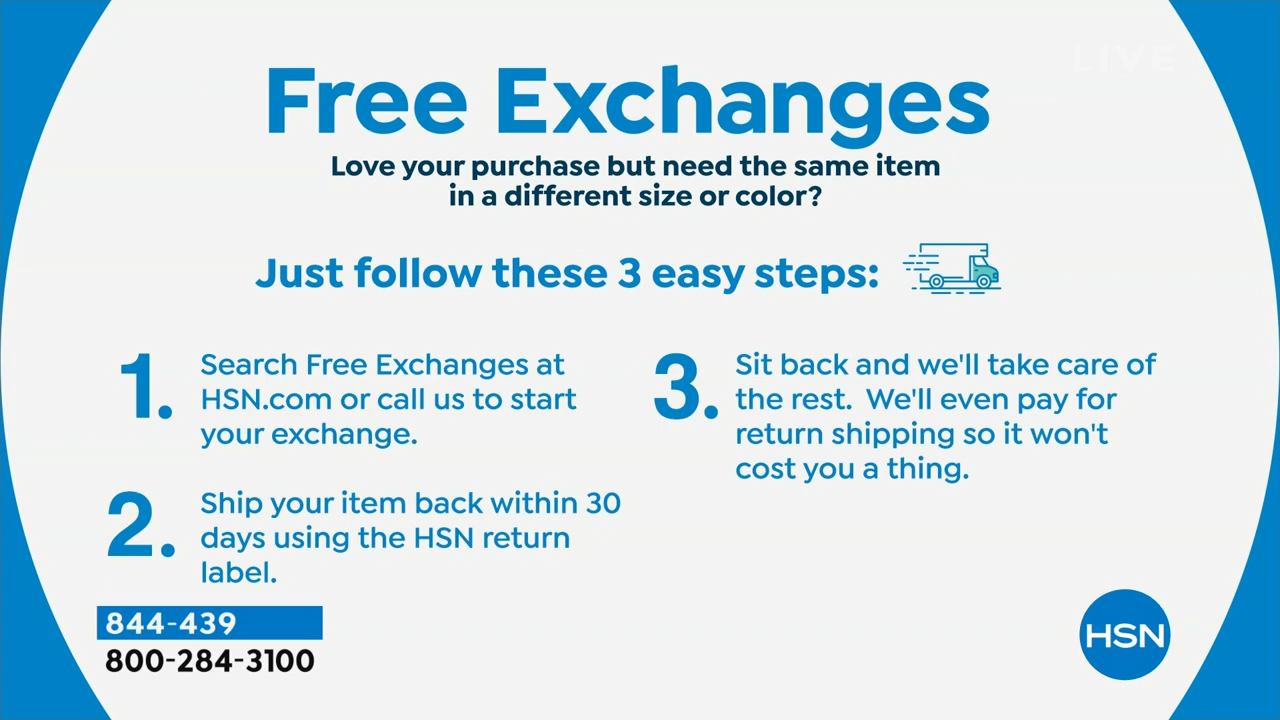 LIVE
Free Exchanges
Love your purchase but need the same item
in a different size or color?
Just follow these 3 easy steps:
1. Search Free Exchanges at
HSN.com or call us to start
your exchange.
2. Ship your item back within 30
days using the HSN return
label.
3. Sit back and we'll take care of
the rest.  We'll even pay for
return shipping so it won't
cost you a thing.
844-439
800-284-3100
HSN